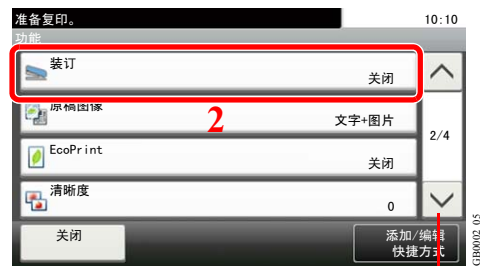 准备复印。 10:10
功能
装订
关闭
原稿图像
文字+图片
2
2/4
EcoPrint
关闭
清晰度
0
关闭
添加/编辑
快捷方式
GB0002_05